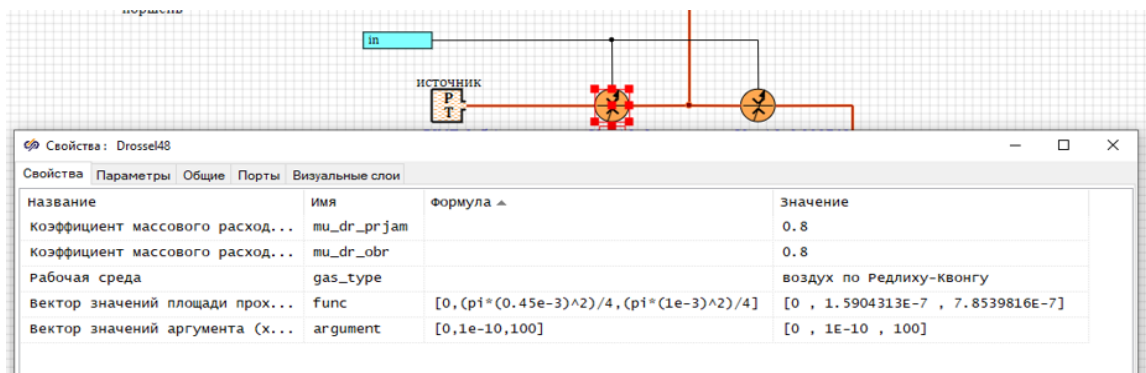 поршень
in
источник
P
T
Свойства: Drossel48
Свойства Параметры Общие Порты Визуальные слои
Название Имя Формула Значение
Коэффициент массового расход... mu_dr_prjam 0.8
Коэффициент массового расход... mu_dr_obr 0.8
Рабочая среда gas_type воздух по Редлиху-Квонгу
Вектор значений площади прох... func [0,(pi*(0.45e-3)^2)/4,(pi*(1e-3)^2)/4] [0 , 1.5904313E-7 , 7.8539816E-7]
Вектор значений аргумента (х... argument [0,1e-10,100] [0 , 1E-10 , 100]